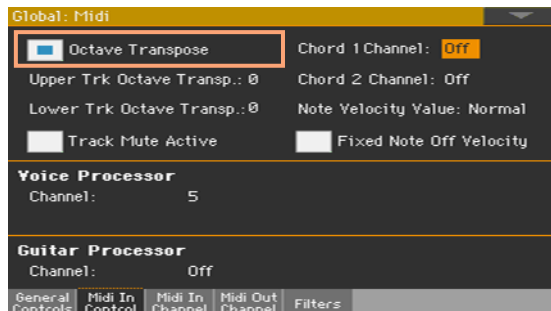 Global: Midi
Octave Transpose Chord 1 Channel: Off
Upper Trk Octave Transp.: 0 Chord 2 Channel: Off
Lower Trk Octave Transp.: 0 Note Velocity Value: Normal
Track Mute Active Fixed Note Off Velocity
Voice Processor
Channel: 5
Guitar Processor
Channel: Off
General Midi In Midi In Midi Out Filters
Controls Control Channel Channel